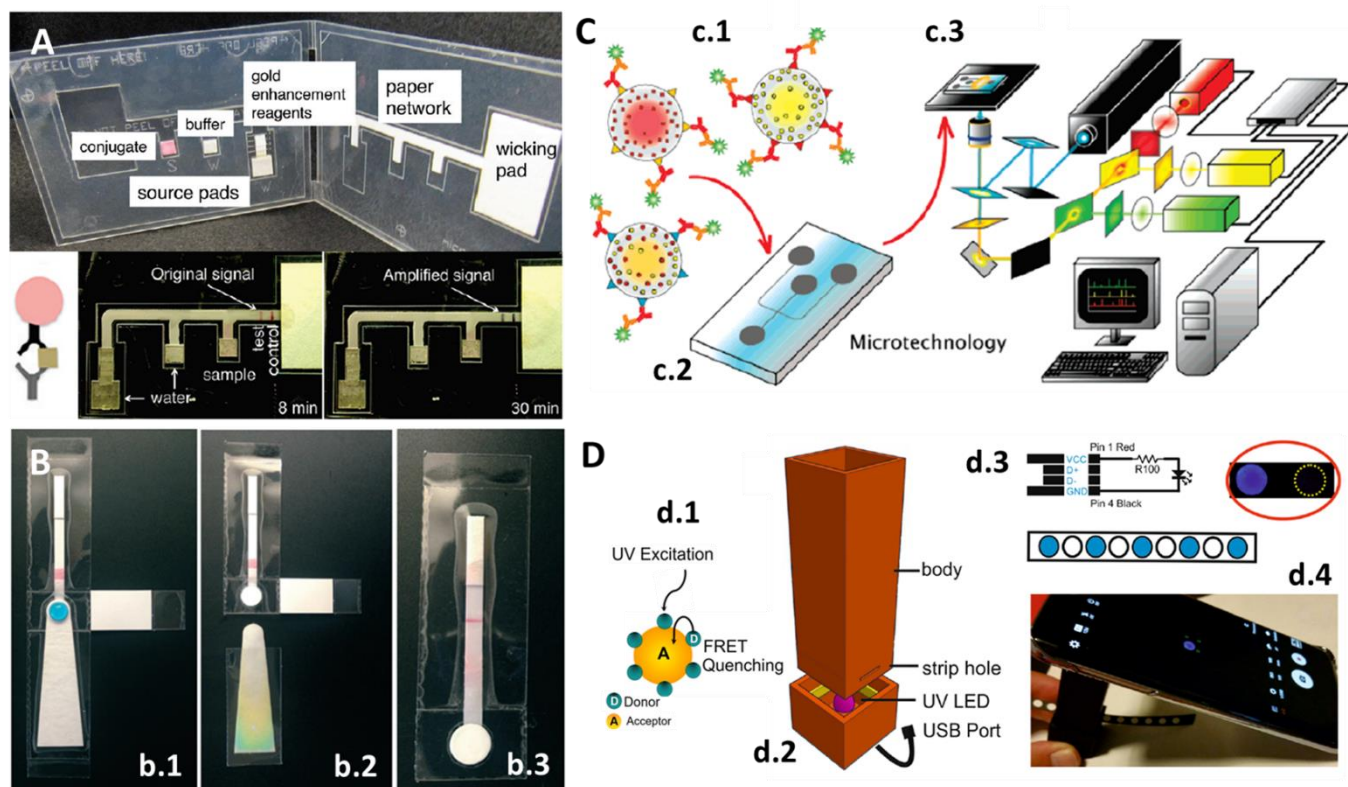 A
PEEL OFF HERE!
conjugate
buffer
gold
enhancement
reagents
source pads
S
W
W
paper
network
wicking
pad
Original signal
test
control
sample
water
8 min
Amplified signal
30 min
B
b.1
b.2
b.3
C
c.1
c.2
c.3
Microtechnology
D
d.1
UV Excitation
A
D
FRET
Quenching
D Donor
A Acceptor
d.2
body
strip hole
UV LED
USB Port
d.3
Pin 1 Red
VCC
D+
D-
GND
R100
Pin 4 Black
d.4